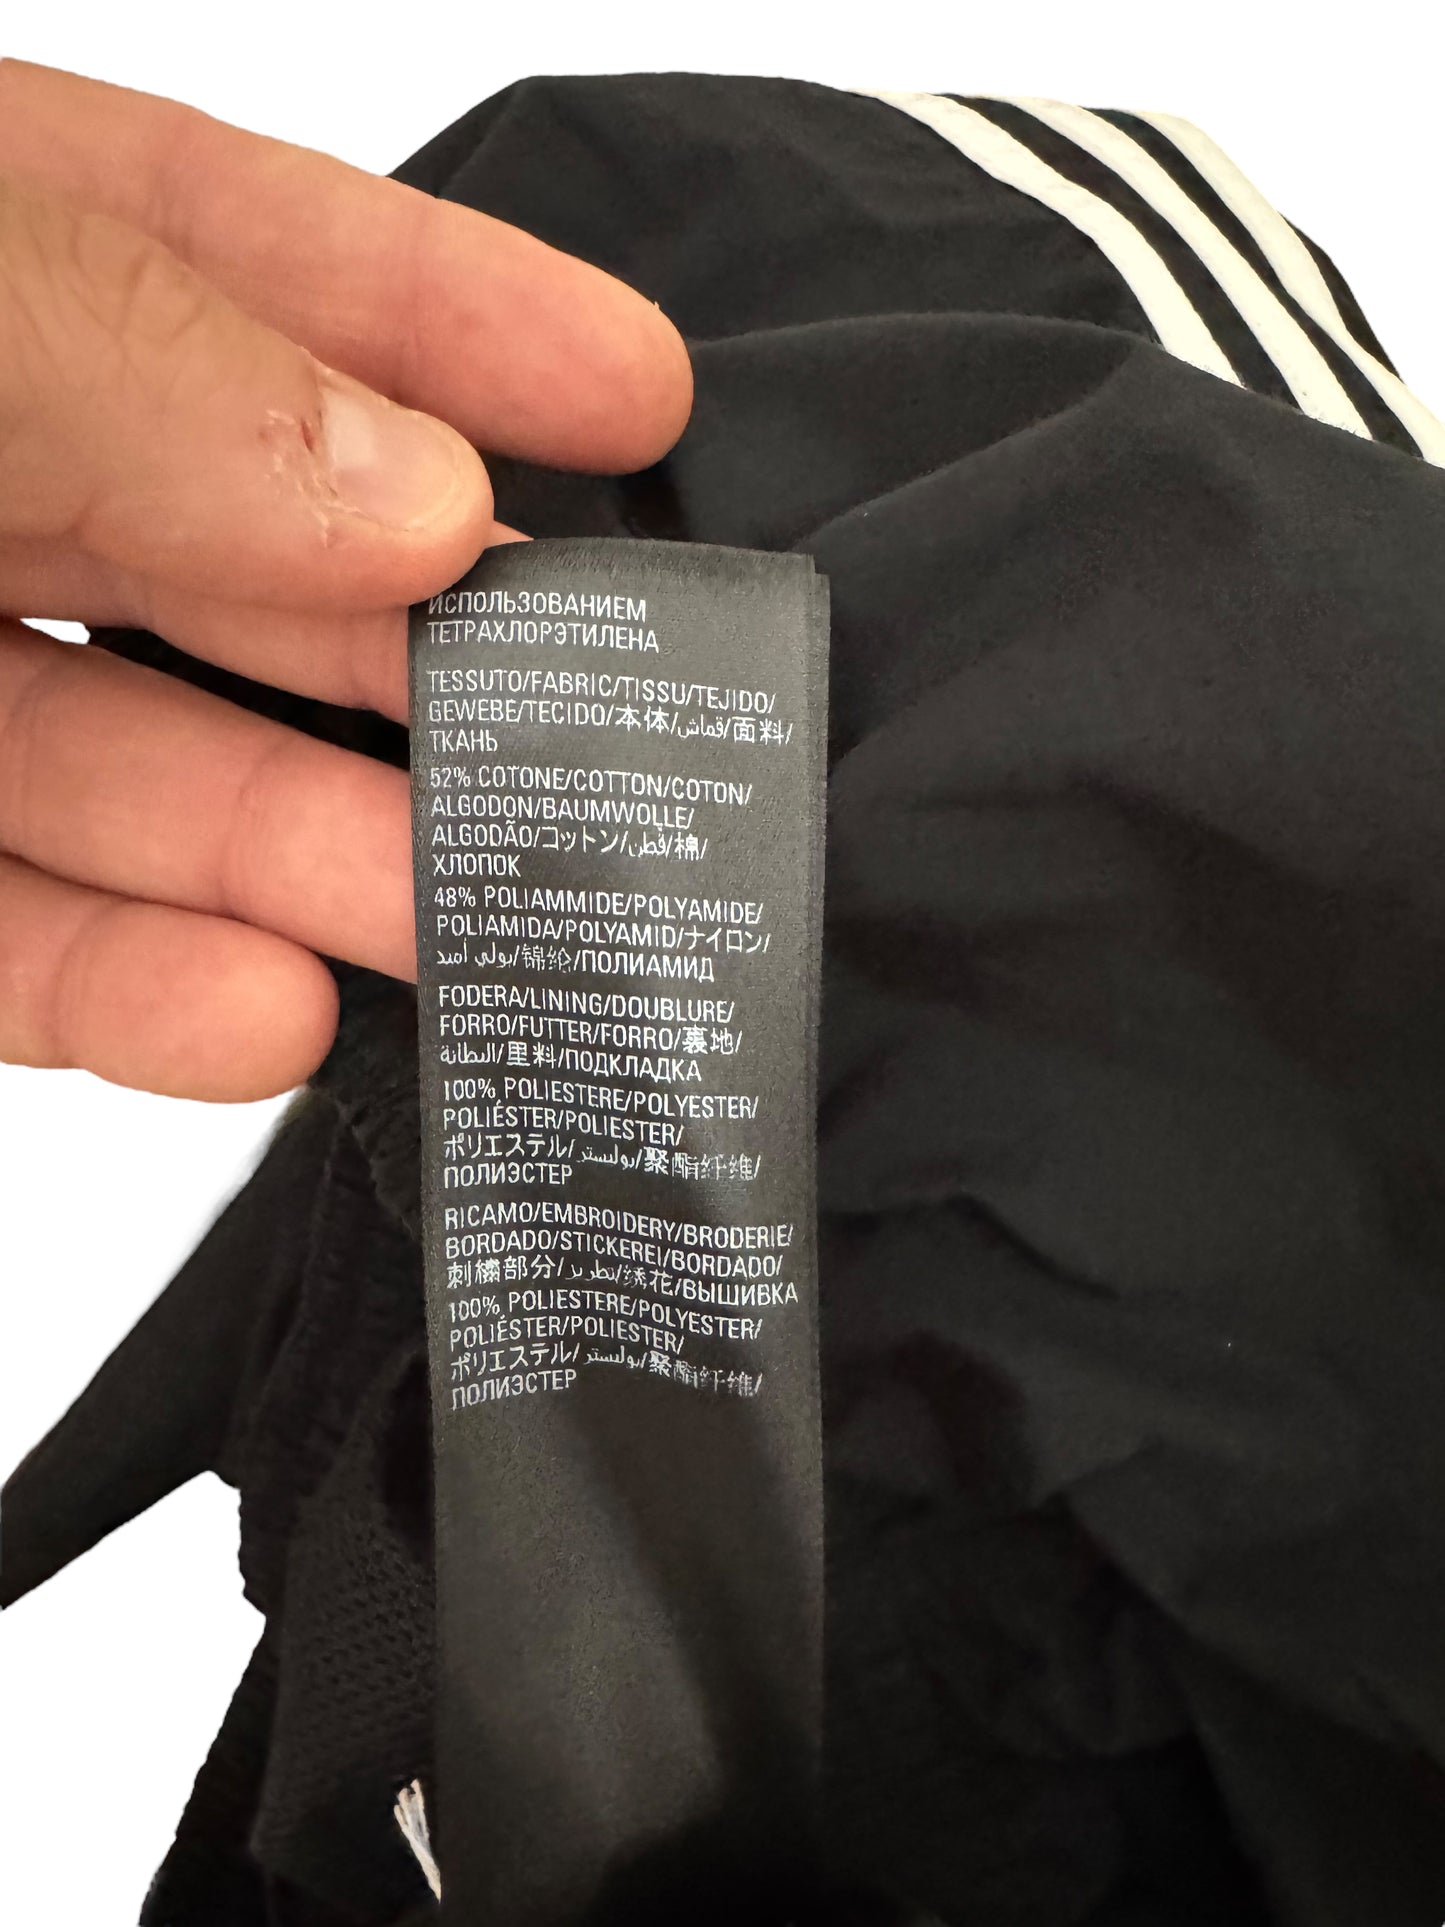 ИСПОЛЬЗОВАНИЕМ
ТЕТРАХЛОРЭТИЛЕНА
TESSUTO/FABRIC/TISSU/TEJIDO/
GEWEBE/TECIDO/本体/قماش/面料/
ТКАНЬ
52% COTONE/COTTON/COTON/
ALGODON/BAUMWOLLE/
ALGODÃO/コットン/قطن/棉/
ХЛОПОК
48% POLIAMMIDE/POLYAMIDE/
POLIAMIDA/POLYAMID/ナイロン/
بولي أميد/锦纶/ПОЛИАМИД
FODERA/LINING/DOUBLURE/
FORRO/FUTTER/FORRO/裏地/
البطانة/里料/ПОДКЛАДКА
100% POLIESTERE/POLYESTER/
POLIÉSTER/POLIESTER/
ポリエステル/بوليستر/聚酯纤维/
ПОЛИЭСТЕР
RICAMO/EMBROIDERY/BRODERIE/
BORDADO/STICKEREI/BORDADO/
刺繍部分/تطريز/绣花/ВЫШИВКА
100% POLIESTERE/POLYESTER/
POLIÉSTER/POLIESTER/
ポリエステル/بوليستر/聚酯纤维/
ПОЛИЭСТЕР